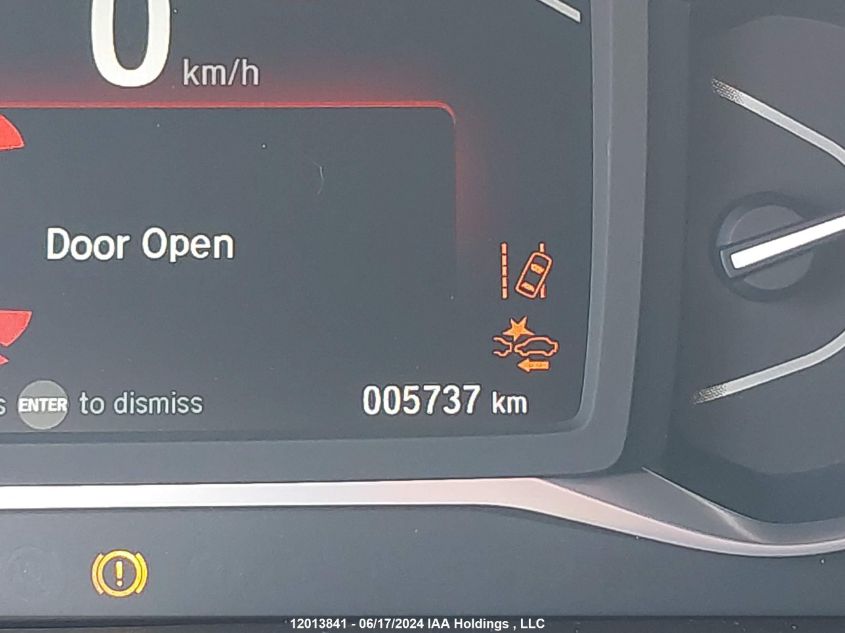 0 km/h
Door Open
s ENTER to dismiss
005737 km
12013841 - 06/17/2024 IAA Holdings , LLC